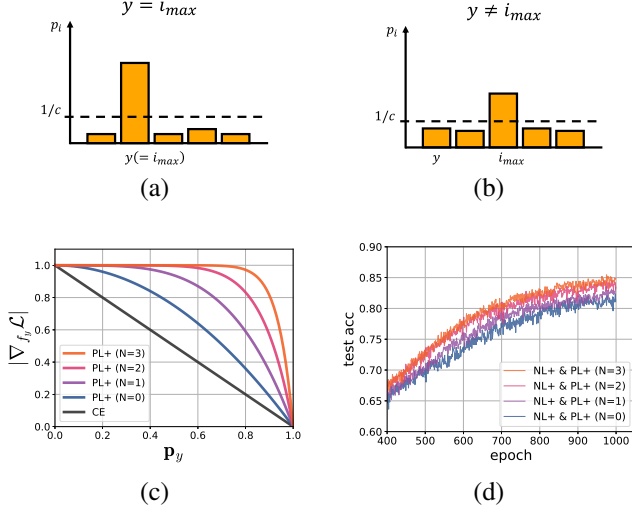 y = i_max
p_i
1/c
y(= i_max)
(a)
y ≠ i_max
p_i
1/c
y i_max
(b)
|∇_{f_y} ℒ|
1.0
0.8
0.6
0.4
0.2
0.0
PL+ (N=3)
PL+ (N=2)
PL+ (N=1)
PL+ (N=0)
CE
0.0 0.2 0.4 0.6 0.8 1.0
p_y
(c)
test acc
0.90
0.85
0.80
0.75
0.70
0.65
0.60
NL+ & PL+ (N=3)
NL+ & PL+ (N=2)
NL+ & PL+ (N=1)
NL+ & PL+ (N=0)
400 500 600 700 800 900 1000
epoch
(d)